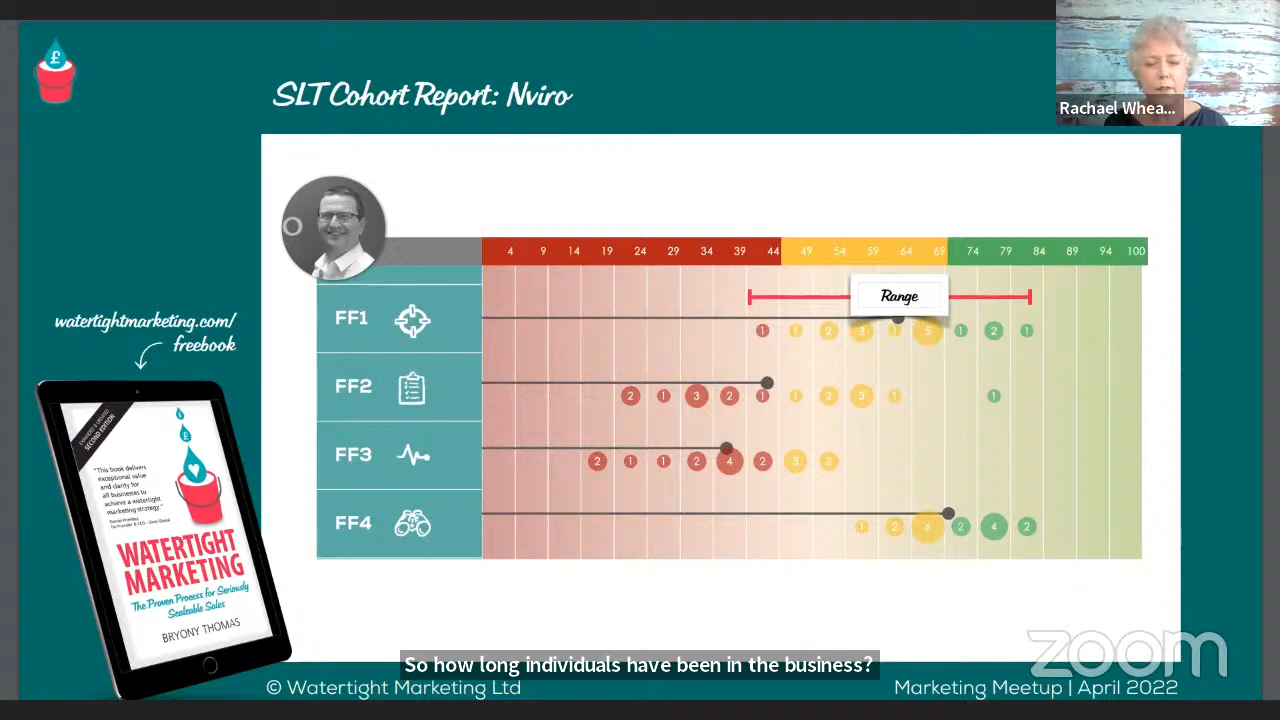 £
SLT Cohort Report: Nviro
Rachael Whea...
4 9 14 19 24 29 34 39 44 49 54 59 64 69 74 79 84 89 94 100
Range
FF1
1 1 2 3 1 5 1 2 1
FF2
2 1 3 2 1 1 2 3 1 1
FF3
2 1 1 2 4 2 3 2
FF4
1 2 6 2 4 2
watertightmarketing.com/
freebook
SECOND EDITION
£
"This book delivers
exceptional value
and clarity for
all businesses to
achieve a watertight
marketing strategy."
WATERTIGHT
MARKETING
The Proven Process for Seriously
Scaleable Sales
BRYONY THOMAS
So how long individuals have been in the business?
zoom
© Watertight Marketing Ltd
Marketing Meetup | April 2022